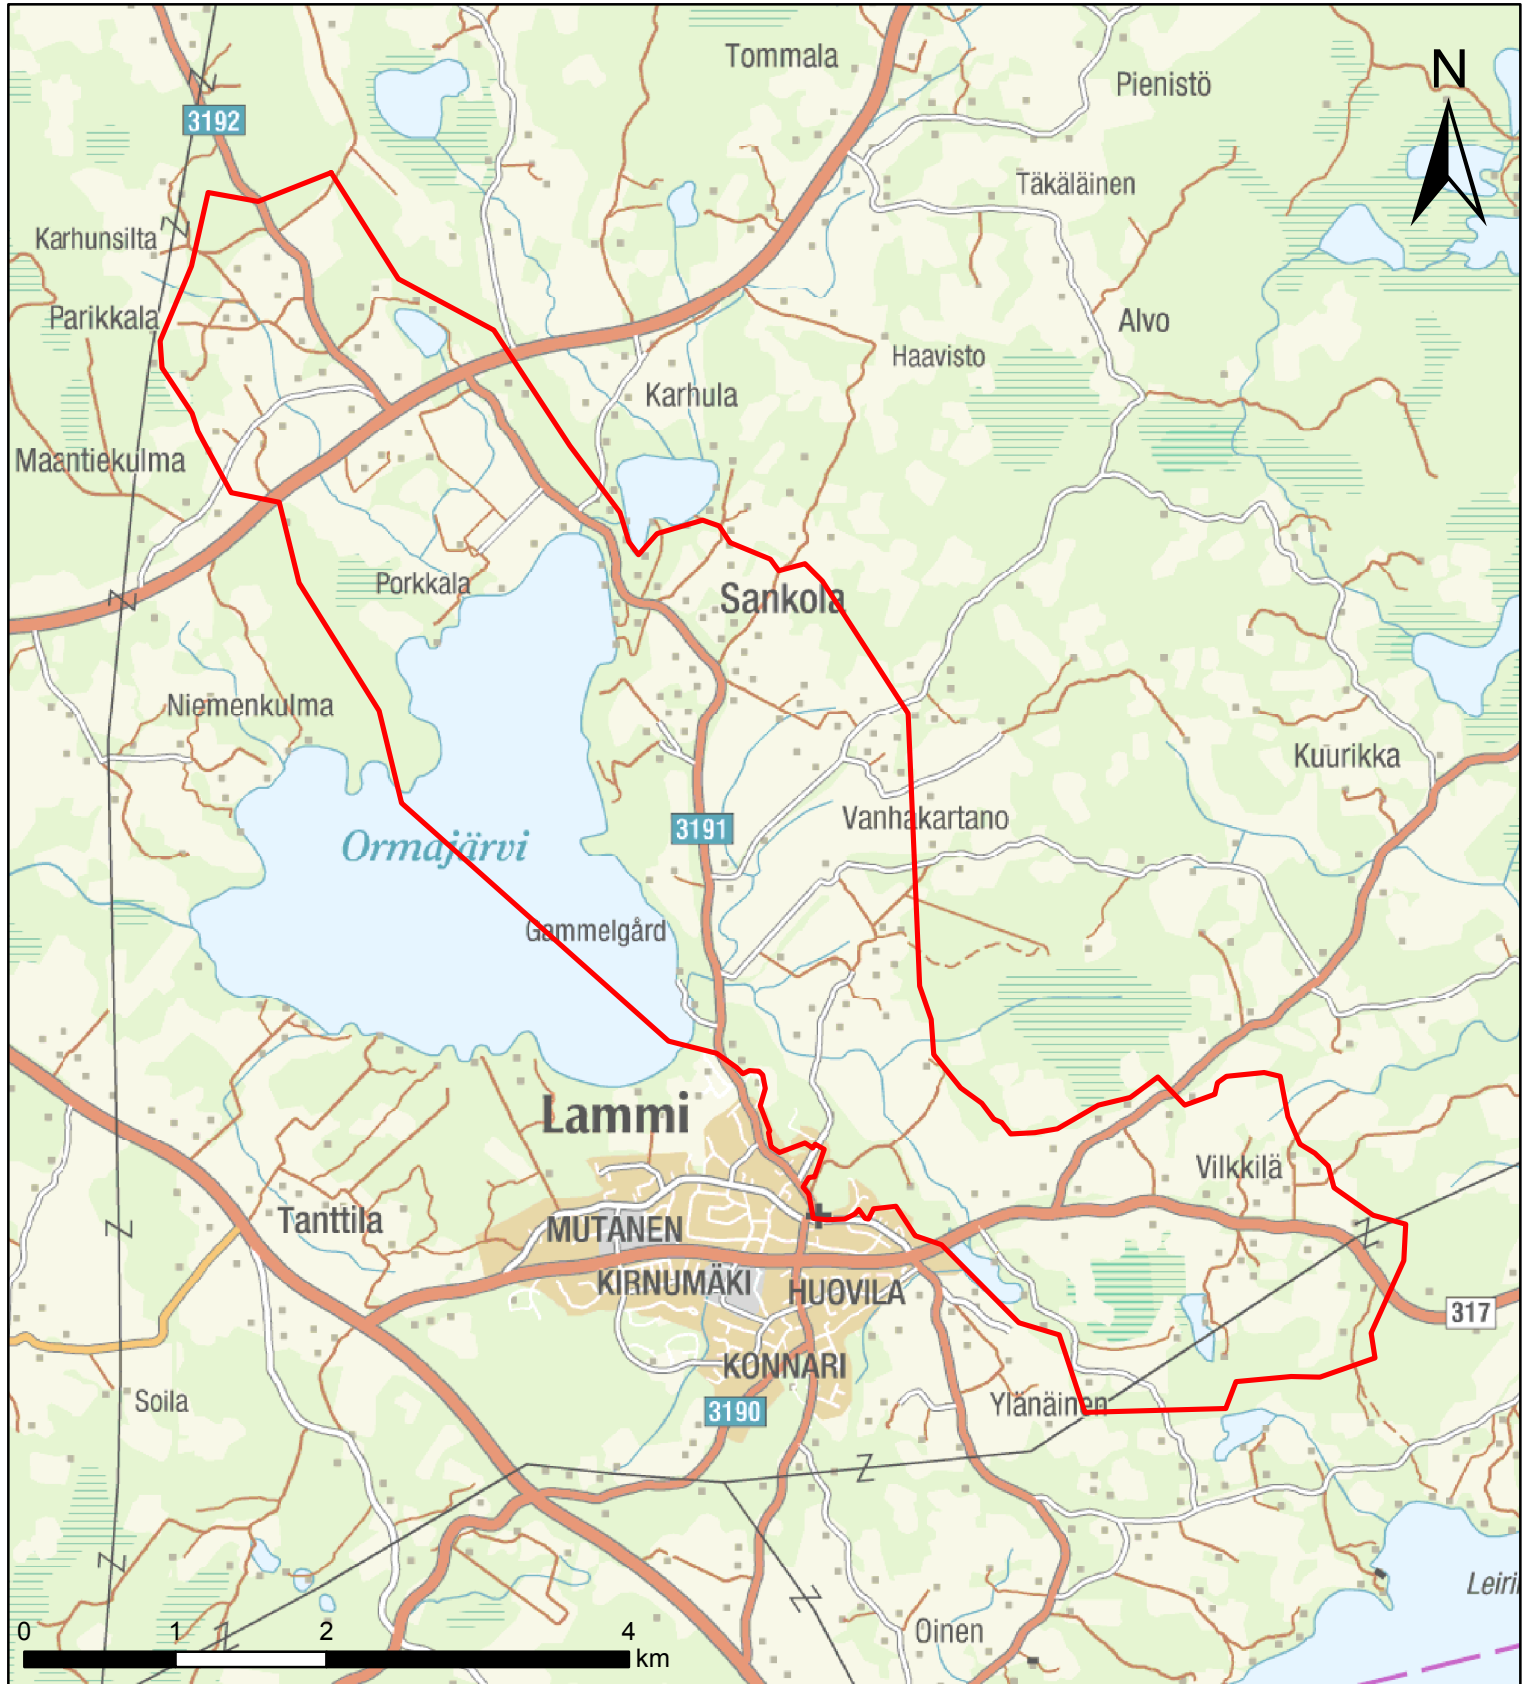 Tommala
N
Pienistö
3192
Täkäläinen
Karhunsilta
Parikkala
Alvo
Haavisto
Karhula
Maantiekulma
Porkkala
Sankola
Niemenkulma
Kuurikka
Vanhakartano
3191
Ormajärvi
Gammelgård
Lammi
Vilkkilä
Tanttila
MUTANEN
KIRNUMÄKI
HUOVILA
317
KONNARI
Soila
Ylänäinen
3190
Leiri
Oinen
0 1 2 4
km